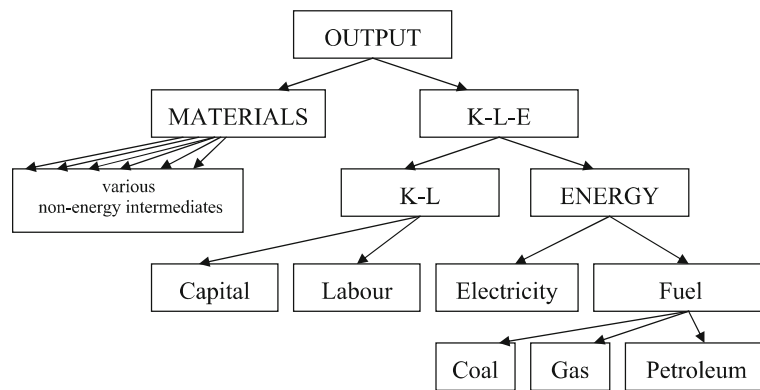 OUTPUT
MATERIALS
K-L-E
various
non-energy intermediates
K-L
ENERGY
Capital
Labour
Electricity
Fuel
Coal
Gas
Petroleum